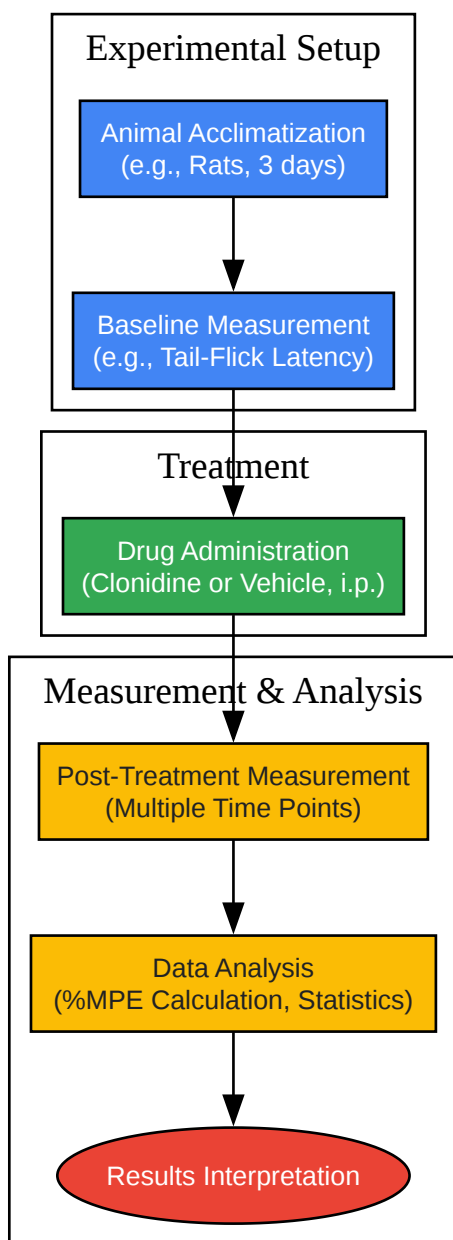 Experimental Setup
Animal Acclimatization
(e.g., Rats, 3 days)
Baseline Measurement
(e.g., Tail-Flick Latency)
Treatment
Drug Administration
(Clonidine or Vehicle, i.p.)
Measurement & Analysis
Post-Treatment Measurement
(Multiple Time Points)
Data Analysis
(%MPE Calculation, Statistics)
Results Interpretation